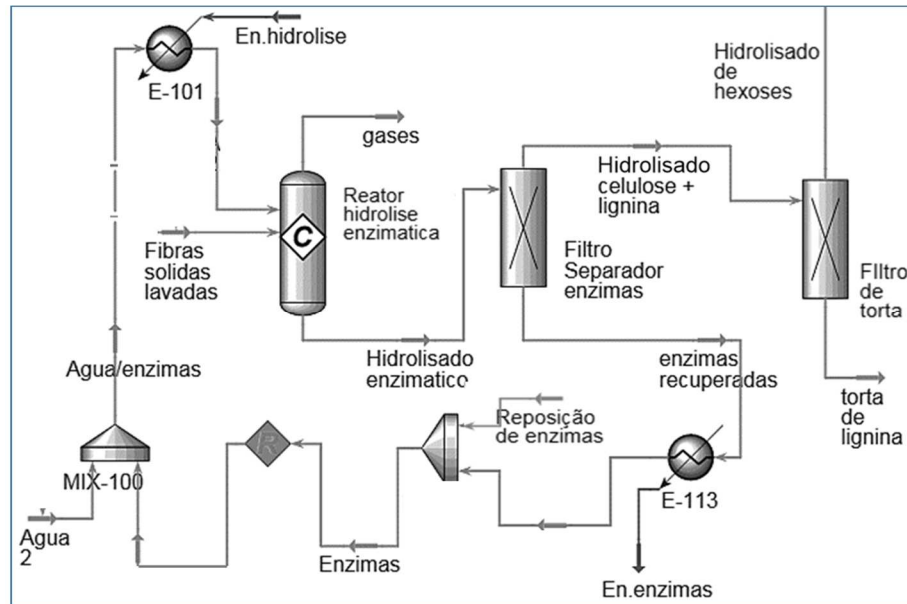 En.hidrolise
E-101
gases
Reator
hidrolise
enzimatica
C
Fibras
solidas
lavadas
Hidrolisado
enzimatico
Hidrolisado
celulose +
lignina
Filtro
Separador
enzimas
Hidrolisado
de
hexoses
FIltro
de
torta
torta
de
lignina
enzimas
recuperadas
E-113
En.enzimas
Reposição
de enzimas
Enzimas
R
Agua/enzimas
MIX-100
Agua
2